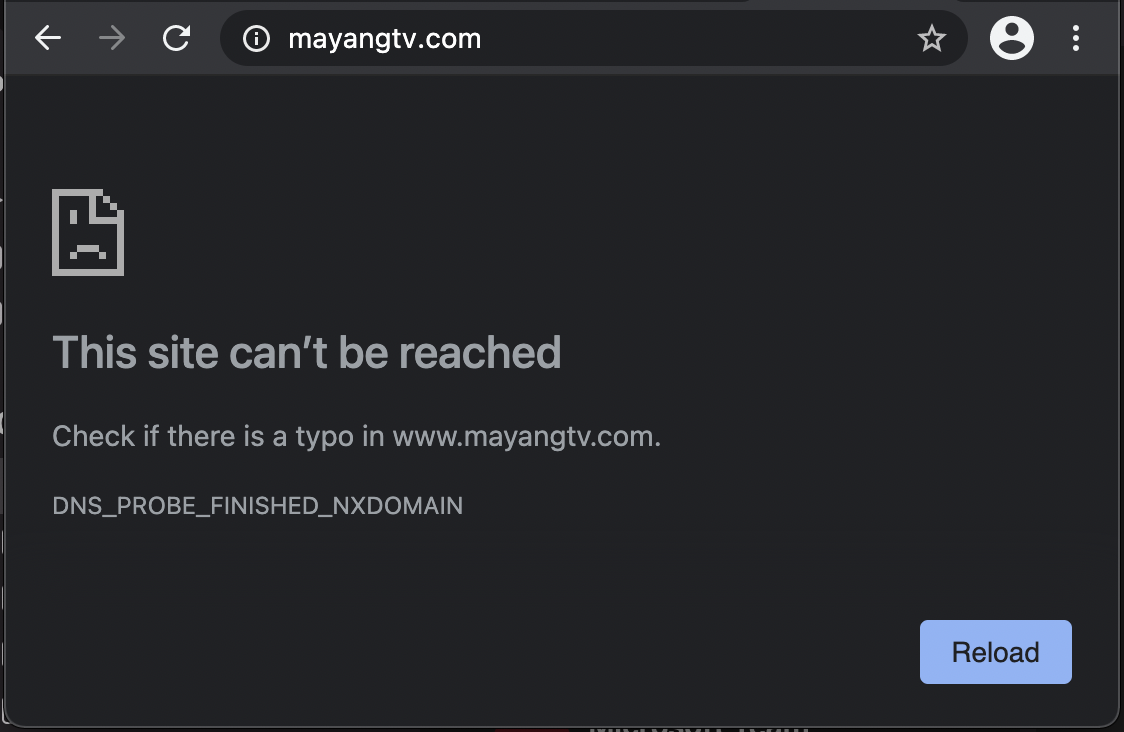 mayangtv.com
This site can’t be reached
Check if there is a typo in www.mayangtv.com.
DNS_PROBE_FINISHED_NXDOMAIN
Reload